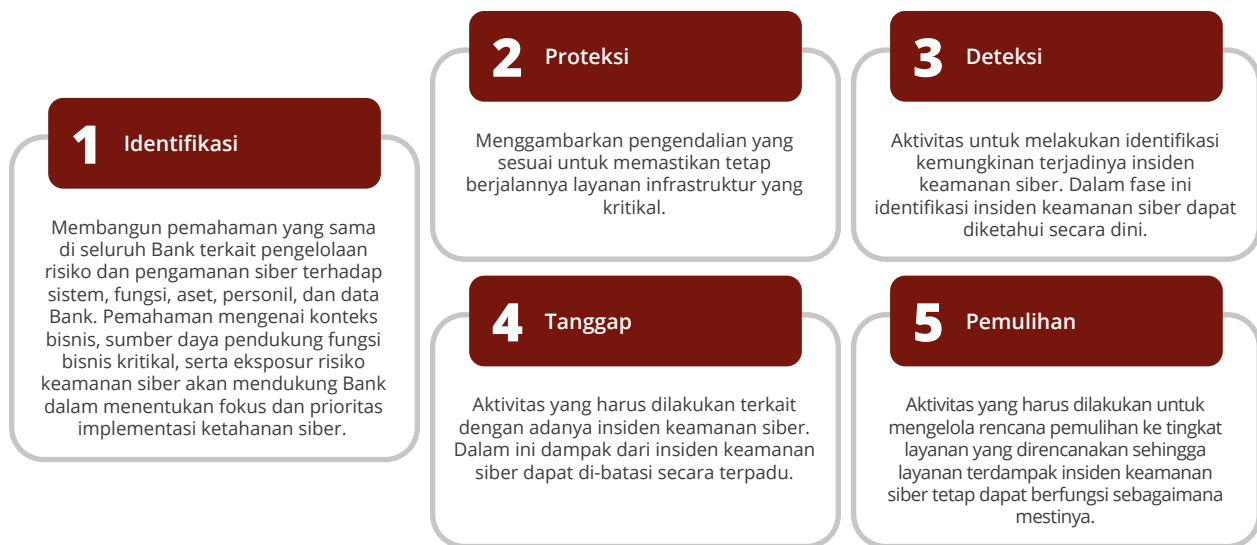 1 Identifikasi
Membangun pemahaman yang sama
di seluruh Bank terkait pengelolaan
risiko dan pengamanan siber terhadap
sistem, fungsi, aset, personil, dan data
Bank. Pemahaman mengenai konteks
bisnis, sumber daya pendukung fungsi
bisnis kritikal, serta eksposur risiko
keamanan siber akan mendukung Bank
dalam menentukan fokus dan prioritas
implementasi ketahanan siber.
2 Proteksi
Menggambarkan pengendalian yang
sesuai untuk memastikan tetap
berjalannya layanan infrastruktur yang
kritikal.
3 Deteksi
Aktivitas untuk melakukan identifikasi
kemungkinan terjadinya insiden
keamanan siber. Dalam fase ini
identifikasi insiden keamanan siber dapat
diketahui secara dini.
4 Tanggap
Aktivitas yang harus dilakukan terkait
dengan adanya insiden keamanan siber.
Dalam ini dampak dari insiden keamanan
siber dapat di-batasi secara terpadu.
5 Pemulihan
Aktivitas yang harus dilakukan untuk
mengelola rencana pemulihan ke tingkat
layanan yang direncanakan sehingga
layanan terdampak insiden keamanan
siber tetap dapat berfungsi sebagaimana
mestinya.